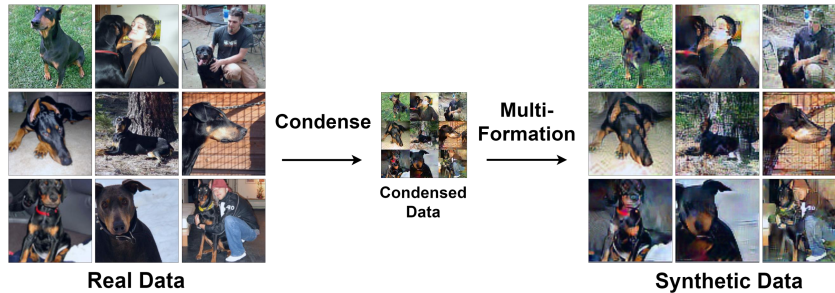 Condense
Multi-
Formation
Condensed
Data
Real Data
Synthetic Data